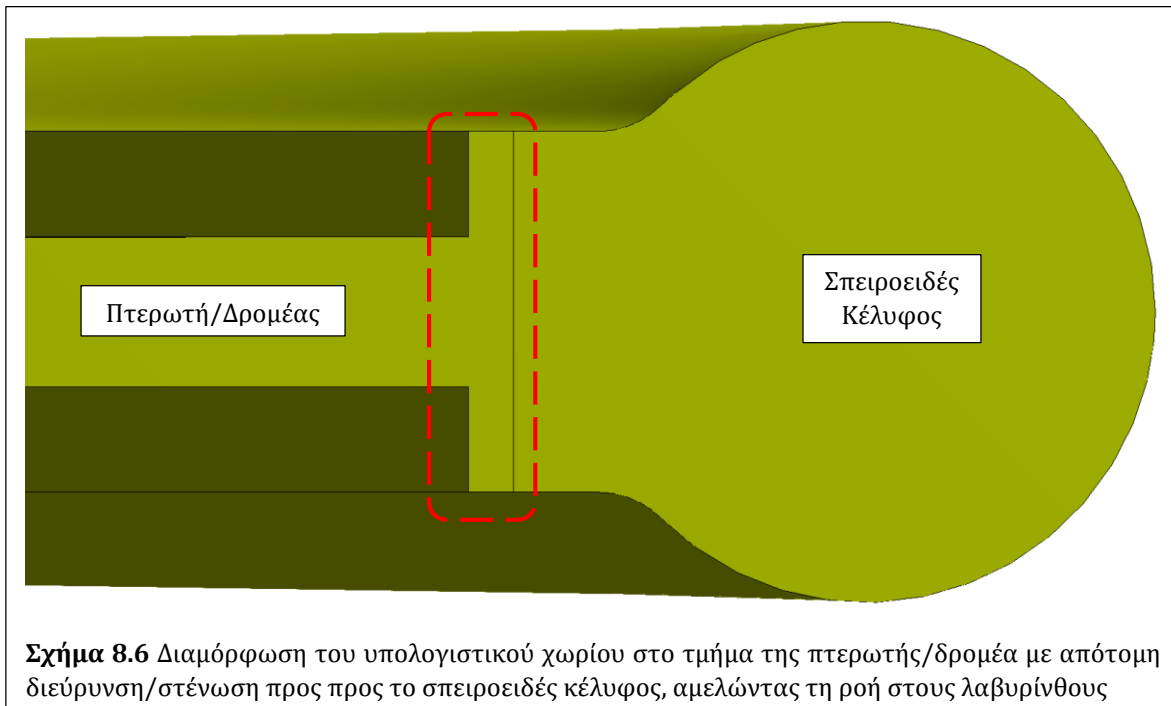 Πτερωτή/Δρομέας
Σπειροειδές
Κέλυφος
Σχήμα 8.6 Διαμόρφωση του υπολογιστικού χωρίου στο τμήμα της πτερωτής/δρομέα με απότομη
διεύρυνση/στένωση προς προς το σπειροειδές κέλυφος, αμελώντας τη ροή στους λαβυρίνθους